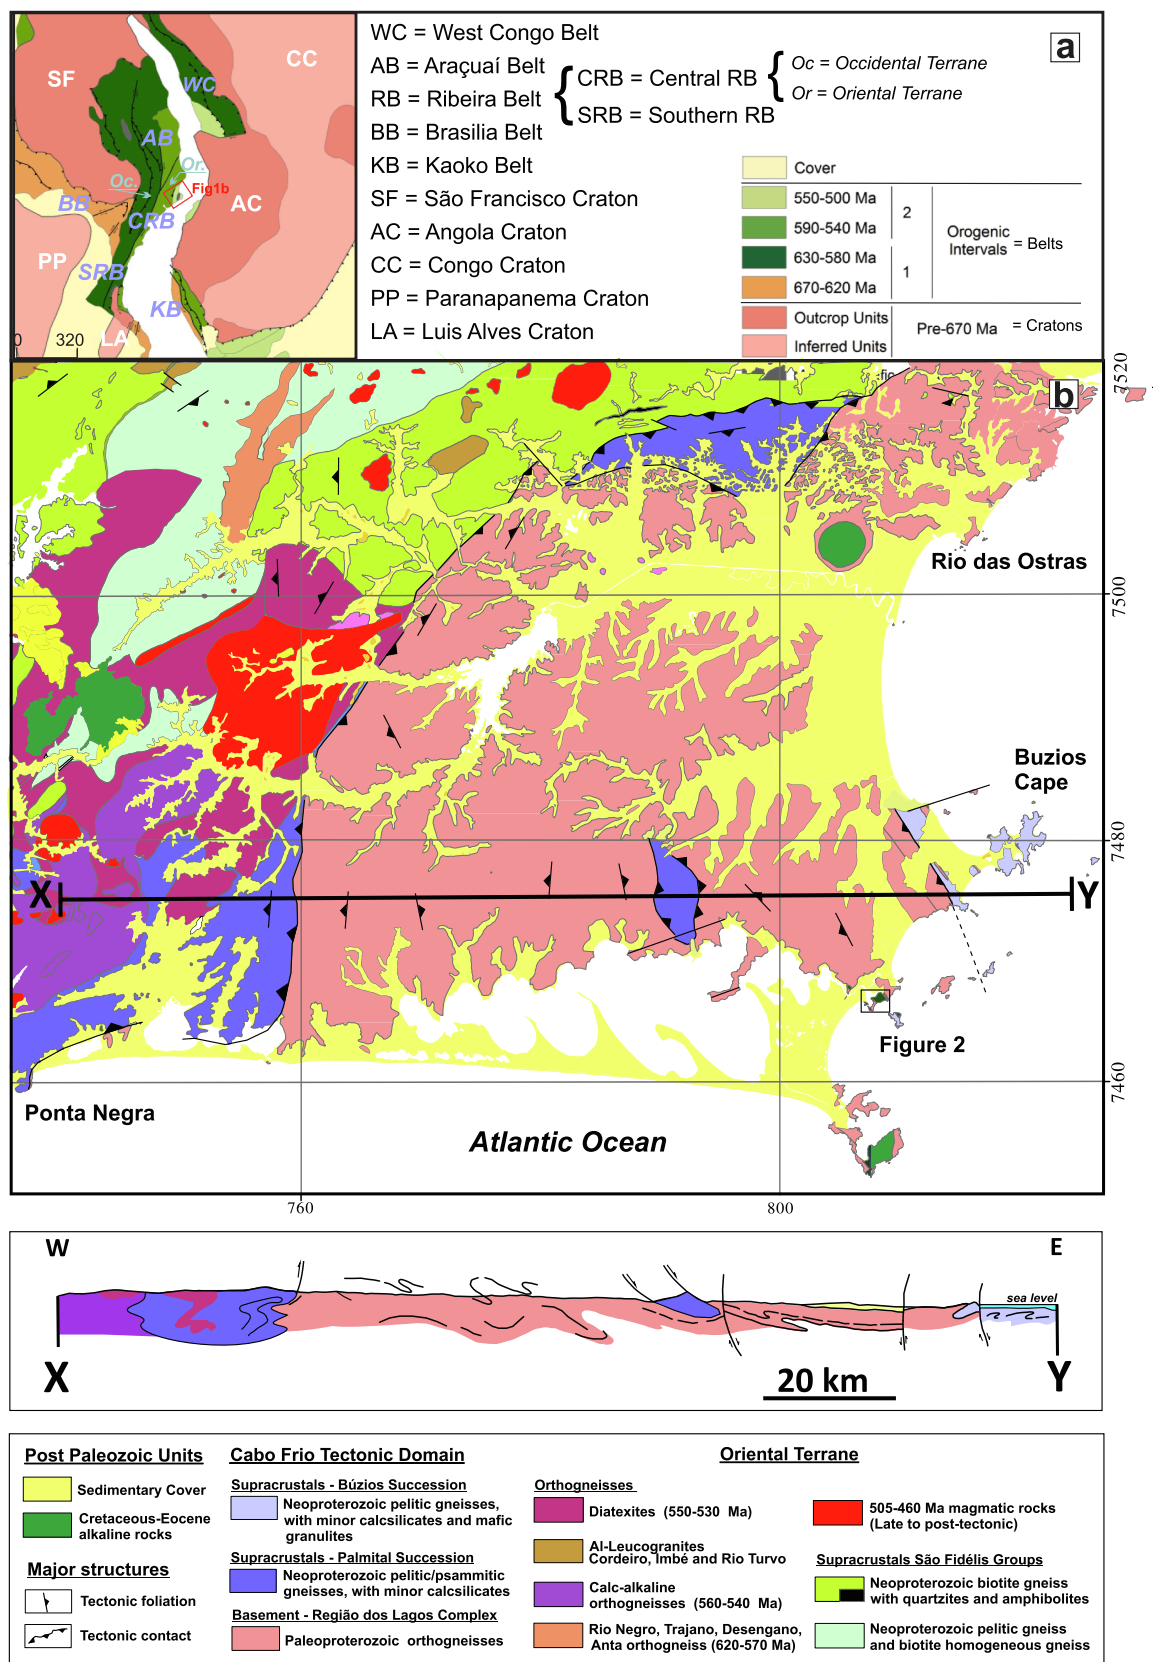 a
SF
CC
WC
AB
Or.
Oc.
Fig1b
BB
AC
CRB
PP
SRB
KB
LA
0 320
WC = West Congo Belt
AB = Araçuaí Belt
RB = Ribeira Belt
BB = Brasilia Belt
KB = Kaoko Belt
SF = São Francisco Craton
AC = Angola Craton
CC = Congo Craton
PP = Paranapanema Craton
LA = Luis Alves Craton
CRB = Central RB
SRB = Southern RB
Oc = Occidental Terrane
Or = Oriental Terrane
Cover
550-500 Ma
590-540 Ma
2
630-580 Ma
670-620 Ma
1
Orogenic
Intervals
= Belts
Outcrop Units
Inferred Units
Pre-670 Ma
= Cratons
b
7520
Rio das Ostras
7500
Buzios
Cape
7480
X
Y
Figure 2
7460
Ponta Negra
Atlantic Ocean
760
800
W
E
sea level
X
Y
20 km
Post Paleozoic Units
Sedimentary Cover
Cretaceous-Eocene
alkaline rocks
Major structures
Tectonic foliation
Tectonic contact
Cabo Frio Tectonic Domain
Supracrustals - Búzios Succession
Neoproterozoic pelitic gneisses,
with minor calcsilicates and mafic
granulites
Supracrustals - Palmital Succession
Neoproterozoic pelitic/psammitic
gneisses, with minor calcsilicates
Basement - Região dos Lagos Complex
Paleoproterozoic orthogneisses
Oriental Terrane
Orthogneisses
Diatexites (550-530 Ma)
Al-Leucogranites
Cordeiro, Imbé and Rio Turvo
Calc-alkaline
orthogneisses (560-540 Ma)
Rio Negro, Trajano, Desengano,
Anta orthogneiss (620-570 Ma)
505-460 Ma magmatic rocks
(Late to post-tectonic)
Supracrustals São Fidélis Groups
Neoproterozoic biotite gneiss
with quartzites and amphibolites
Neoproterozoic pelitic gneiss
and biotite homogeneous gneiss